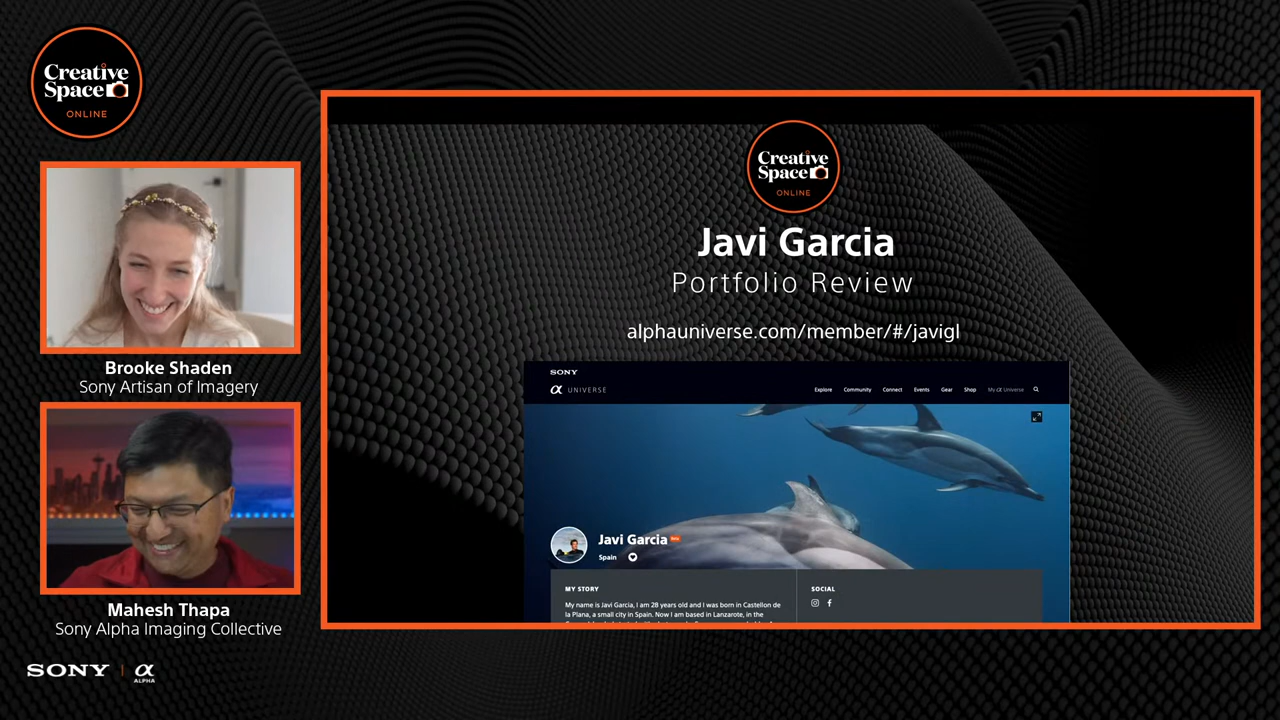 Creative
Space
ONLINE
Brooke Shaden
Sony Artisan of Imagery
Mahesh Thapa
Sony Alpha Imaging Collective
SONY | α
ALPHA
Creative
Space
ONLINE
Javi Garcia
Portfolio Review
alphauniverse.com/member/#/javigl
SONY
α UNIVERSE
Explore Community Connect Events Gear Shop My α Universe
Javi Garcia Beta
Spain
MY STORY
My name is Javi Garcia, I am 28 years old and I was born in Castellon de
la Plana, a small city in Spain. Now I am based in Lanzarote, in the
SOCIAL